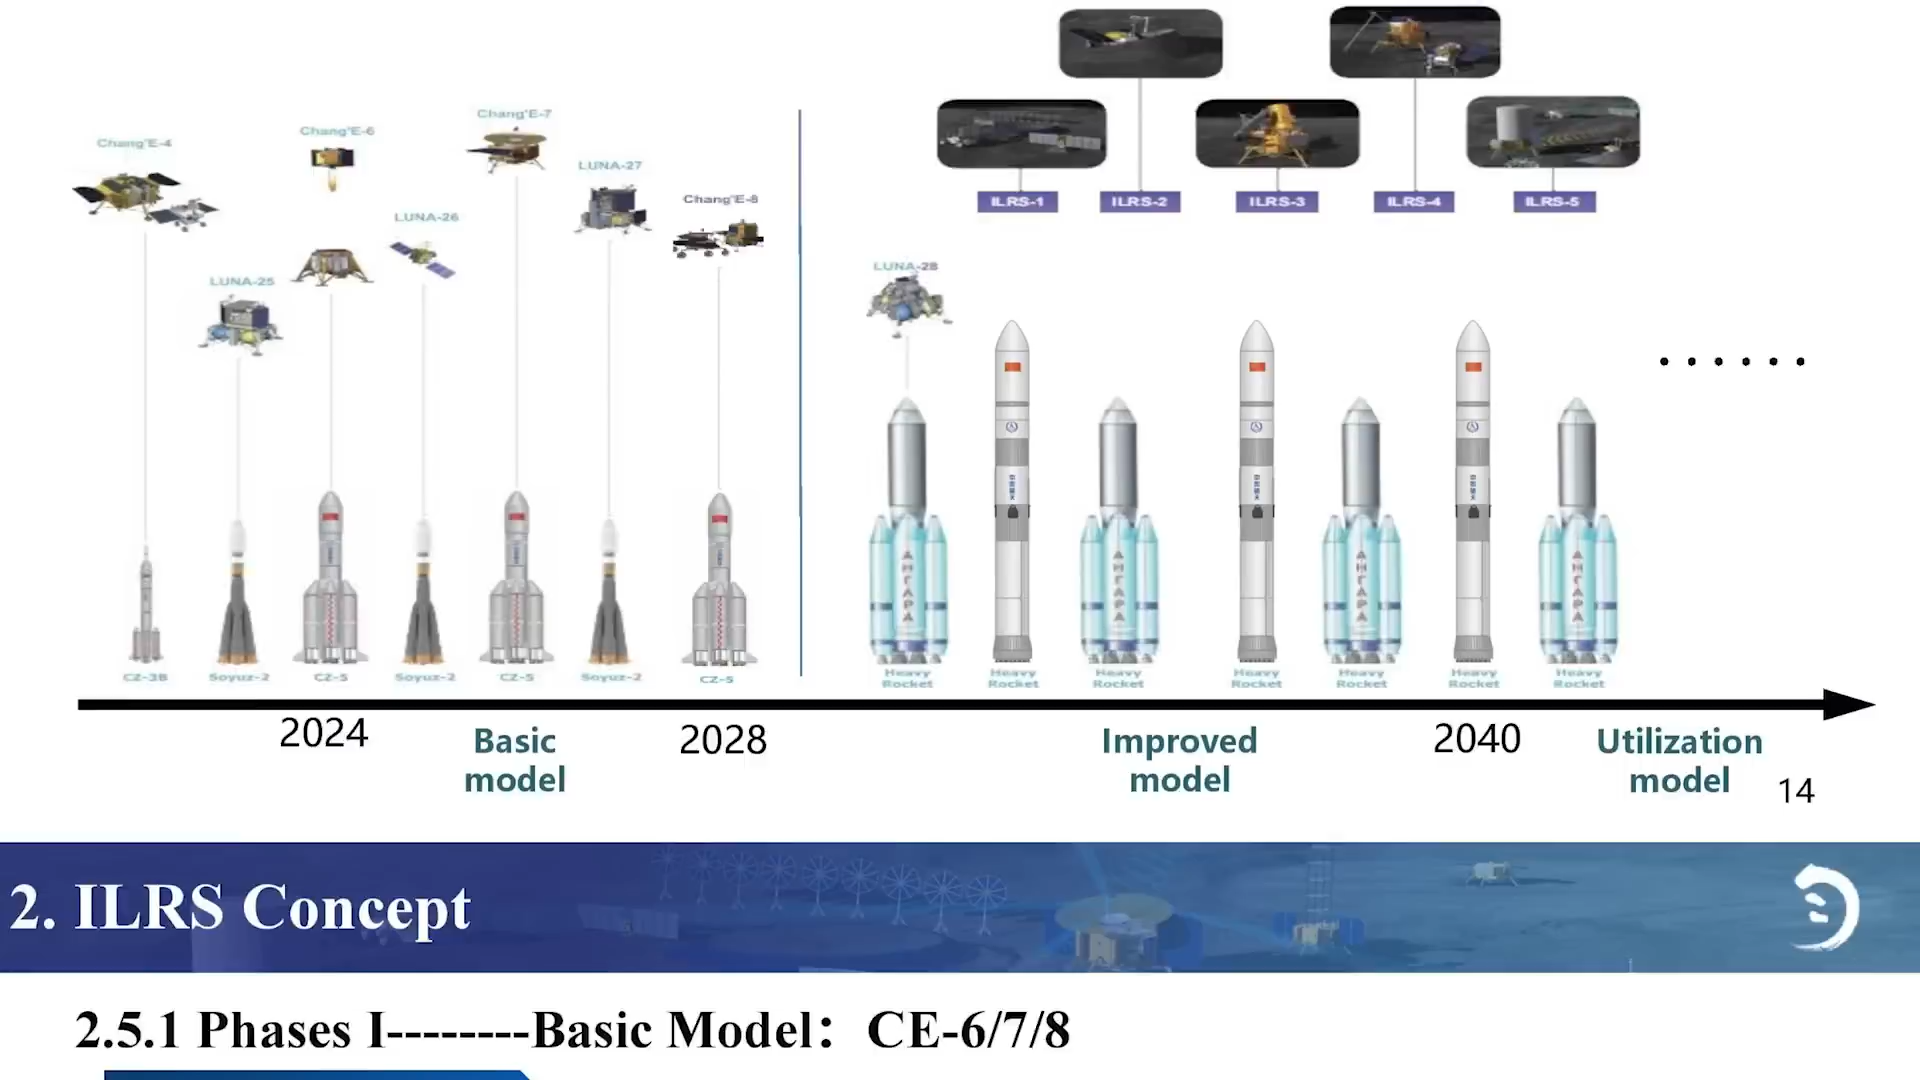 Chang'E-4
LUNA-25
Chang'E-6
LUNA-26
Chang'E-7
LUNA-27
Chang'E-8
ILRS-1
ILRS-2
ILRS-3
ILRS-4
ILRS-5
LUNA-28
АНГАРА
АНГАРА
АНГАРА
АНГАРА
CZ-3B
Soyuz-2
CZ-5
Soyuz-2
CZ-5
Soyuz-2
CZ-5
Heavy
Rocket
Heavy
Rocket
Heavy
Rocket
Heavy
Rocket
Heavy
Rocket
Heavy
Rocket
Heavy
Rocket
......
2024
Basic
model
2028
Improved
model
2040
Utilization
model
14
2. ILRS Concept
2.5.1 Phases I--------Basic Model：CE-6/7/8